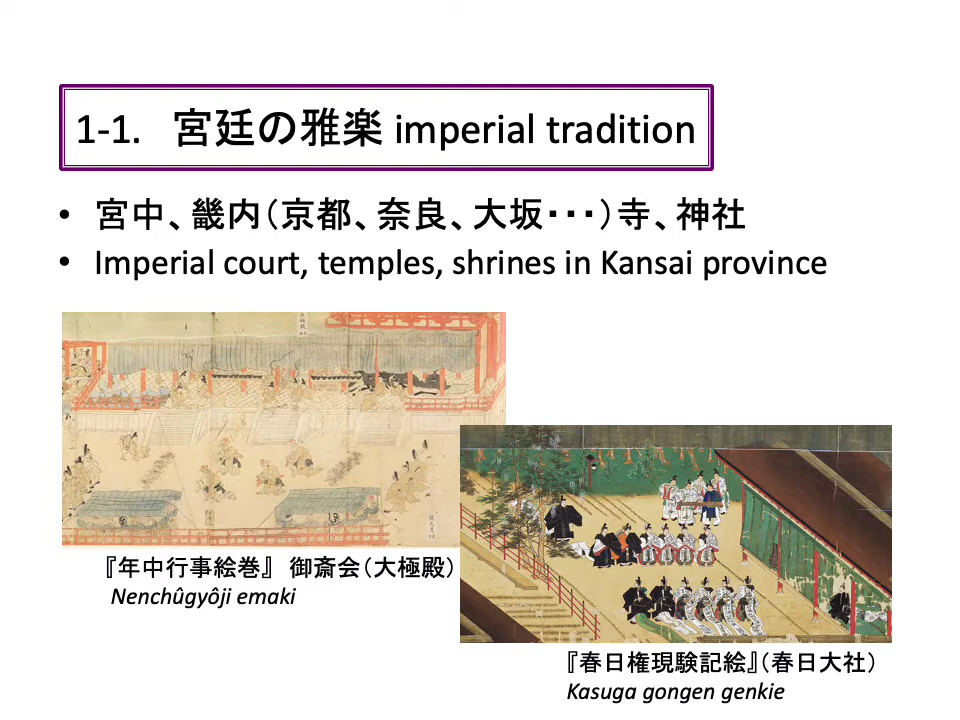 1-1. 宮廷の雅楽 imperial tradition
• 宮中、畿内（京都、奈良、大坂・・・）寺、神社
• Imperial court, temples, shrines in Kansai province
『年中行事絵巻』 御斎会（大極殿）
Nenchûgyôji emaki
『春日権現験記絵』（春日大社）
Kasuga gongen genkie